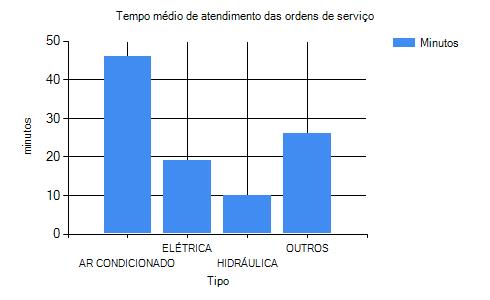 Tempo médio de atendimento das ordens de serviço
Minutos
50
40
30
20
10
0
minutos
ELÉTRICA
OUTROS
AR CONDICIONADO
HIDRÁULICA
Tipo